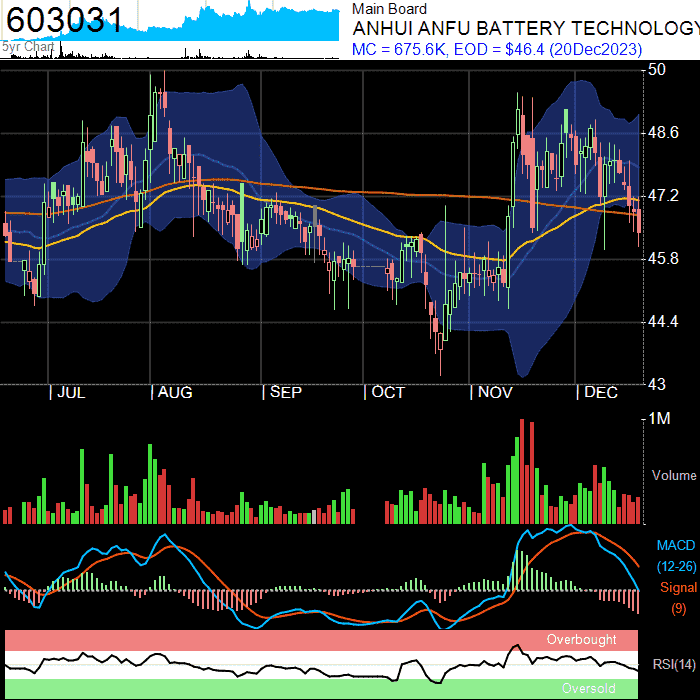 603031
5yr Chart
Main Board
ANHUI ANFU BATTERY TECHNOLOGY
MC = 675.6K, EOD = $46.4 (20Dec2023)
50
48.6
47.2
45.8
44.4
43
JUL
AUG
SEP
OCT
NOV
DEC
1M
Volume
MACD
(12-26)
Signal
(9)
Overbought
RSI(14)
Oversold